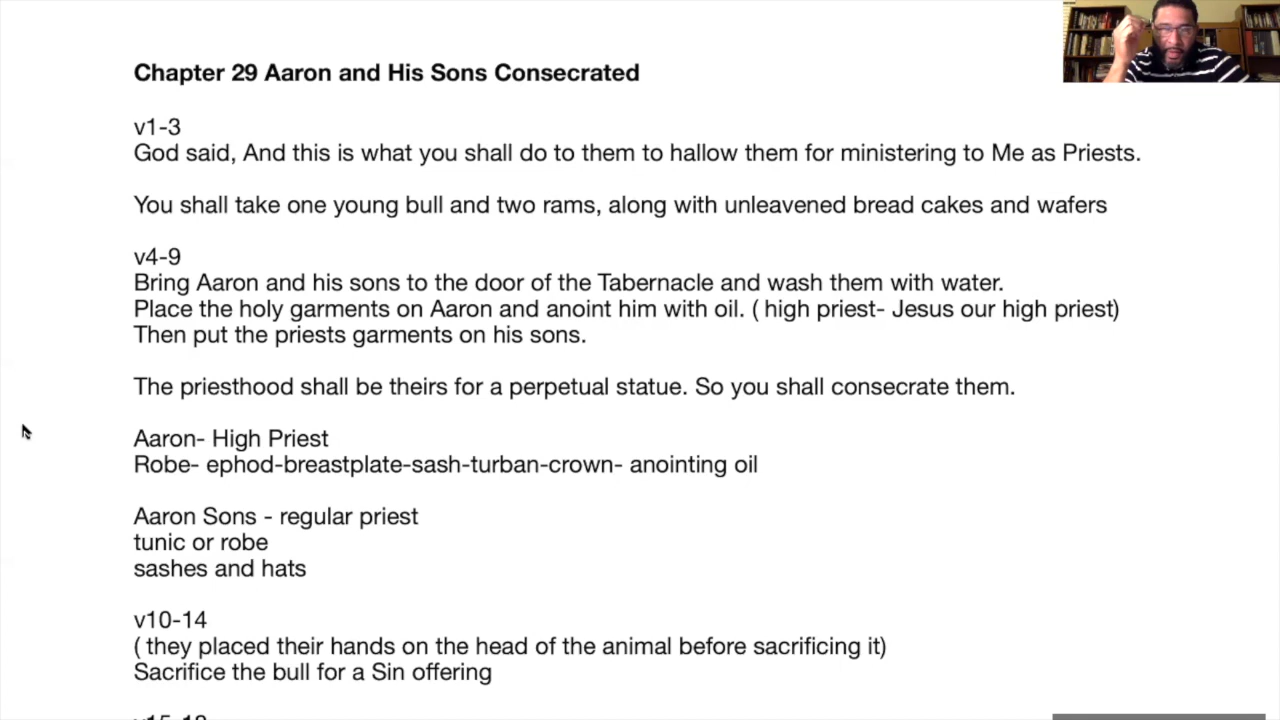 Chapter 29 Aaron and His Sons Consecrated
v1-3
God said, And this is what you shall do to them to hallow them for ministering to Me as Priests.
You shall take one young bull and two rams, along with unleavened bread cakes and wafers
v4-9
Bring Aaron and his sons to the door of the Tabernacle and wash them with water.
Place the holy garments on Aaron and anoint him with oil. ( high priest- Jesus our high priest)
Then put the priests garments on his sons.
The priesthood shall be theirs for a perpetual statue. So you shall consecrate them.
Aaron- High Priest
Robe- ephod-breastplate-sash-turban-crown- anointing oil
Aaron Sons - regular priest
tunic or robe
sashes and hats
v10-14
( they placed their hands on the head of the animal before sacrificing it)
Sacrifice the bull for a Sin offering